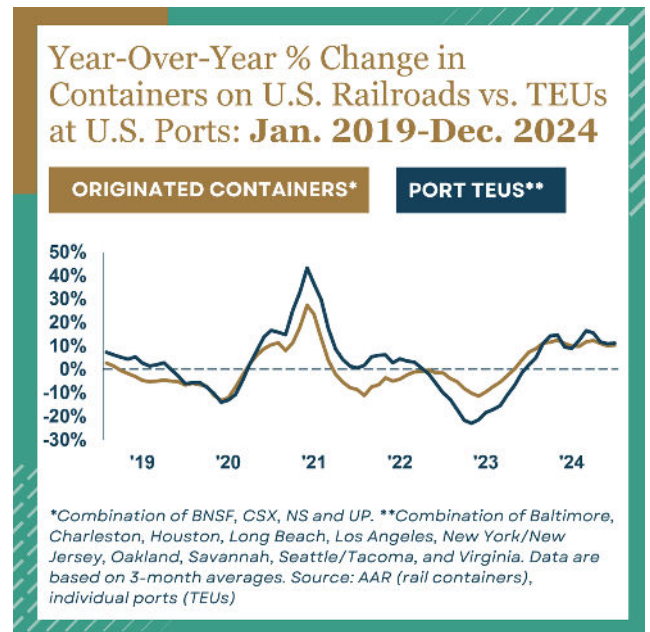 Year-Over-Year % Change in
Containers on U.S. Railroads vs. TEUs
at U.S. Ports: Jan. 2019-Dec. 2024
ORIGINATED CONTAINERS*
PORT TEUS**
50%
40%
30%
20%
10%
0%
-10%
-20%
-30%
'19
'20
'21
'22
'23
'24
*Combination of BNSF, CSX, NS and UP. **Combination of Baltimore,
Charleston, Houston, Long Beach, Los Angeles, New York/New
Jersey, Oakland, Savannah, Seattle/Tacoma, and Virginia. Data are
based on 3-month averages. Source: AAR (rail containers),
individual ports (TEUs)